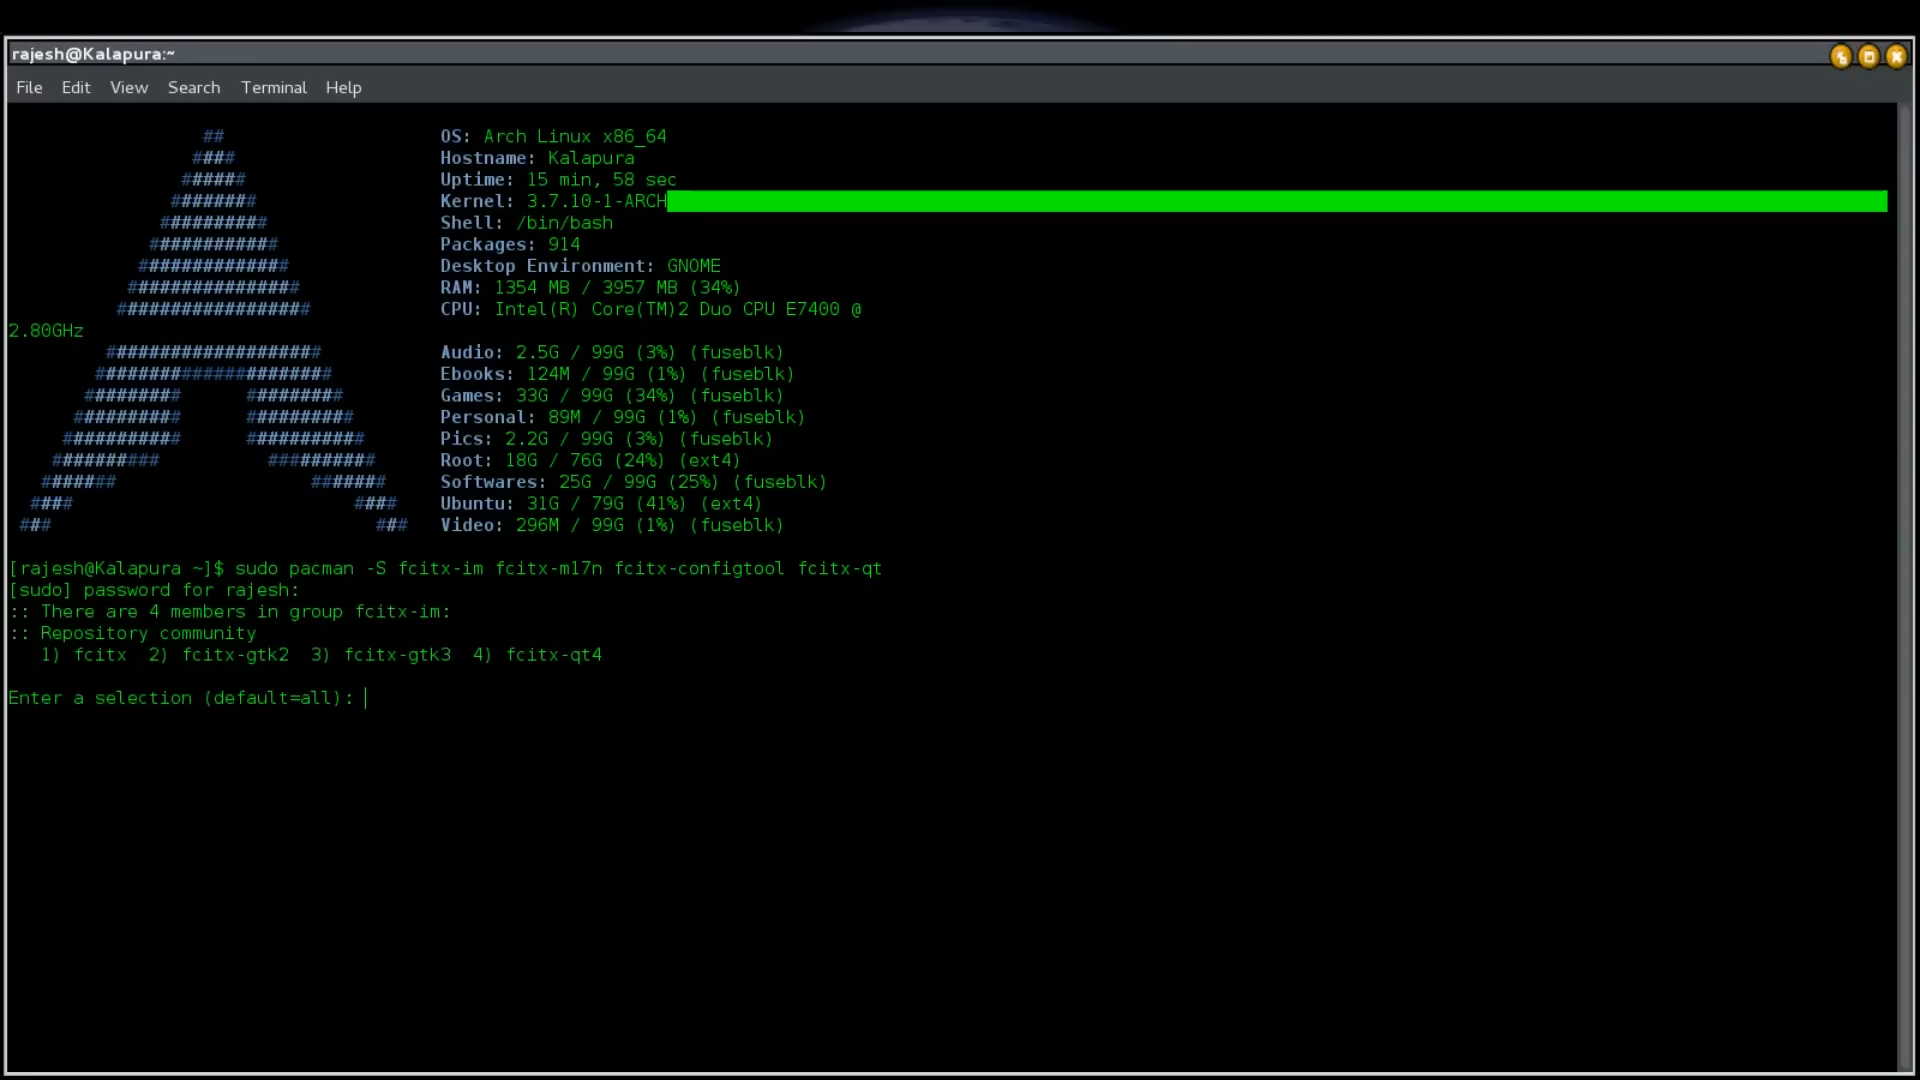 rajesh@Kalapura:~
File Edit View Search Terminal Help
OS: Arch Linux x86_64
Hostname: Kalapura
Uptime: 15 min, 58 sec
Kernel: 3.7.10-1-ARCH
Shell: /bin/bash
Packages: 914
Desktop Environment: GNOME
RAM: 1354 MB / 3957 MB (34%)
CPU: Intel(R) Core(TM)2 Duo CPU E7400 @
2.80GHz
Audio: 2.5G / 99G (3%) (fuseblk)
Ebooks: 124M / 99G (1%) (fuseblk)
Games: 33G / 99G (34%) (fuseblk)
Personal: 89M / 99G (1%) (fuseblk)
Pics: 2.2G / 99G (3%) (fuseblk)
Root: 18G / 76G (24%) (ext4)
Softwares: 25G / 99G (25%) (fuseblk)
Ubuntu: 31G / 79G (41%) (ext4)
Video: 296M / 99G (1%) (fuseblk)
[rajesh@Kalapura ~]$ sudo pacman -S fcitx-im fcitx-m17n fcitx-configtool fcitx-qt
[sudo] password for rajesh:
:: There are 4 members in group fcitx-im:
:: Repository community
1) fcitx 2) fcitx-gtk2 3) fcitx-gtk3 4) fcitx-qt4
Enter a selection (default=all):